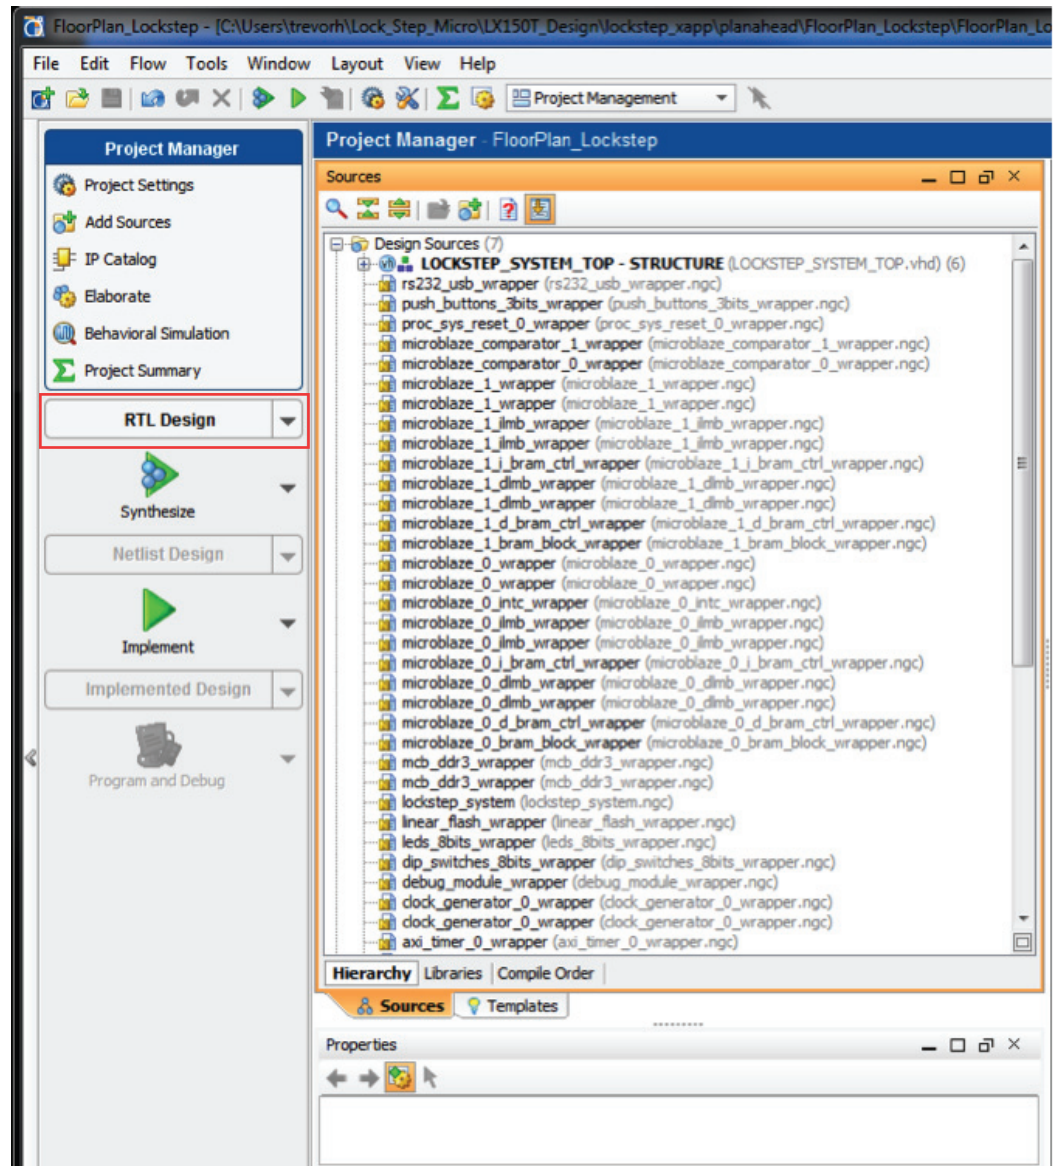 FloorPlan_Lockstep - [C:\Users\trevorh\Lock_Step_Micro\LX150T_Design\lockstep_xapp\planahead\FloorPlan_Lockstep\FloorPlan_Lo
File Edit Flow Tools Window Layout View Help
Project Management
Project Manager
Project Settings
Add Sources
IP Catalog
Elaborate
Behavioral Simulation
Project Summary
RTL Design
Synthesize
Netlist Design
Implement
Implemented Design
Program and Debug
Project Manager - FloorPlan_Lockstep
Sources
Design Sources (7)
LOCKSTEP_SYSTEM_TOP - STRUCTURE (LOCKSTEP_SYSTEM_TOP.vhd) (6)
rs232_usb_wrapper (rs232_usb_wrapper.ngc)
push_buttons_3bits_wrapper (push_buttons_3bits_wrapper.ngc)
proc_sys_reset_0_wrapper (proc_sys_reset_0_wrapper.ngc)
microblaze_comparator_1_wrapper (microblaze_comparator_1_wrapper.ngc)
microblaze_comparator_0_wrapper (microblaze_comparator_0_wrapper.ngc)
microblaze_1_wrapper (microblaze_1_wrapper.ngc)
microblaze_1_wrapper (microblaze_1_wrapper.ngc)
microblaze_1_ilmb_wrapper (microblaze_1_ilmb_wrapper.ngc)
microblaze_1_ilmb_wrapper (microblaze_1_ilmb_wrapper.ngc)
microblaze_1_i_bram_ctrl_wrapper (microblaze_1_i_bram_ctrl_wrapper.ngc)
microblaze_1_dlmb_wrapper (microblaze_1_dlmb_wrapper.ngc)
microblaze_1_dlmb_wrapper (microblaze_1_dlmb_wrapper.ngc)
microblaze_1_d_bram_ctrl_wrapper (microblaze_1_d_bram_ctrl_wrapper.ngc)
microblaze_1_bram_block_wrapper (microblaze_1_bram_block_wrapper.ngc)
microblaze_0_wrapper (microblaze_0_wrapper.ngc)
microblaze_0_wrapper (microblaze_0_wrapper.ngc)
microblaze_0_intc_wrapper (microblaze_0_intc_wrapper.ngc)
microblaze_0_ilmb_wrapper (microblaze_0_ilmb_wrapper.ngc)
microblaze_0_ilmb_wrapper (microblaze_0_ilmb_wrapper.ngc)
microblaze_0_i_bram_ctrl_wrapper (microblaze_0_i_bram_ctrl_wrapper.ngc)
microblaze_0_dlmb_wrapper (microblaze_0_dlmb_wrapper.ngc)
microblaze_0_dlmb_wrapper (microblaze_0_dlmb_wrapper.ngc)
microblaze_0_d_bram_ctrl_wrapper (microblaze_0_d_bram_ctrl_wrapper.ngc)
microblaze_0_bram_block_wrapper (microblaze_0_bram_block_wrapper.ngc)
mcb_ddr3_wrapper (mcb_ddr3_wrapper.ngc)
mcb_ddr3_wrapper (mcb_ddr3_wrapper.ngc)
lockstep_system (lockstep_system.ngc)
linear_flash_wrapper (linear_flash_wrapper.ngc)
leds_8bits_wrapper (leds_8bits_wrapper.ngc)
dip_switches_8bits_wrapper (dip_switches_8bits_wrapper.ngc)
debug_module_wrapper (debug_module_wrapper.ngc)
clock_generator_0_wrapper (clock_generator_0_wrapper.ngc)
clock_generator_0_wrapper (clock_generator_0_wrapper.ngc)
axi_timer_0_wrapper (axi_timer_0_wrapper.ngc)
Hierarchy Libraries Compile Order
Sources Templates
Properties